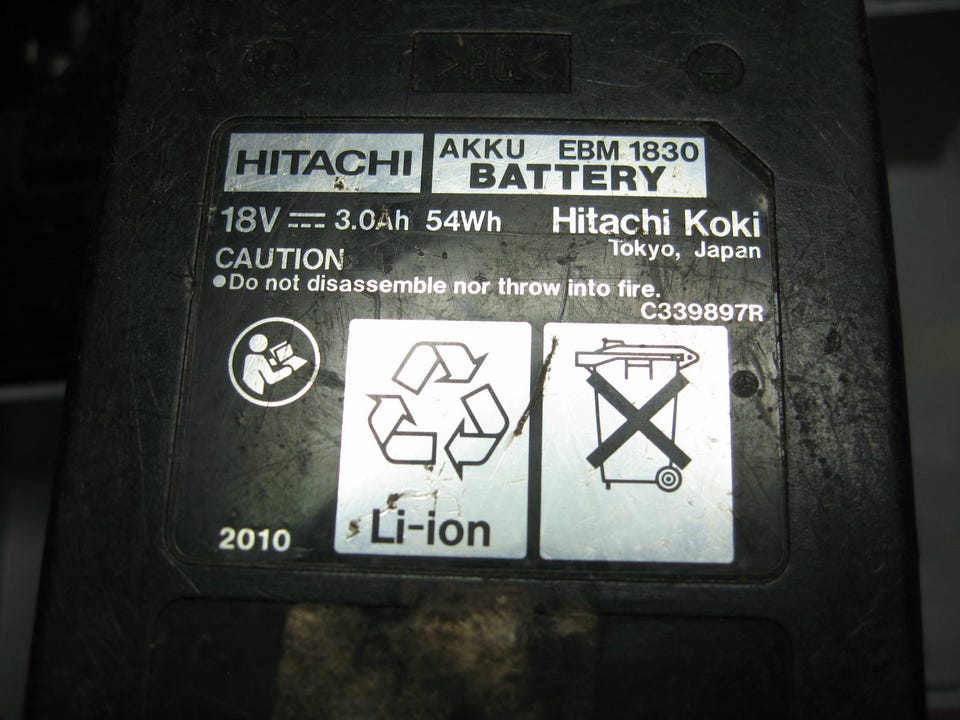 >PC<
HITACHI
AKKU EBM 1830
BATTERY
18V 3.0Ah 54Wh
Hitachi Koki
Tokyo, Japan
CAUTION
●Do not disassemble nor throw into fire.
C339897R
Li-ion
2010